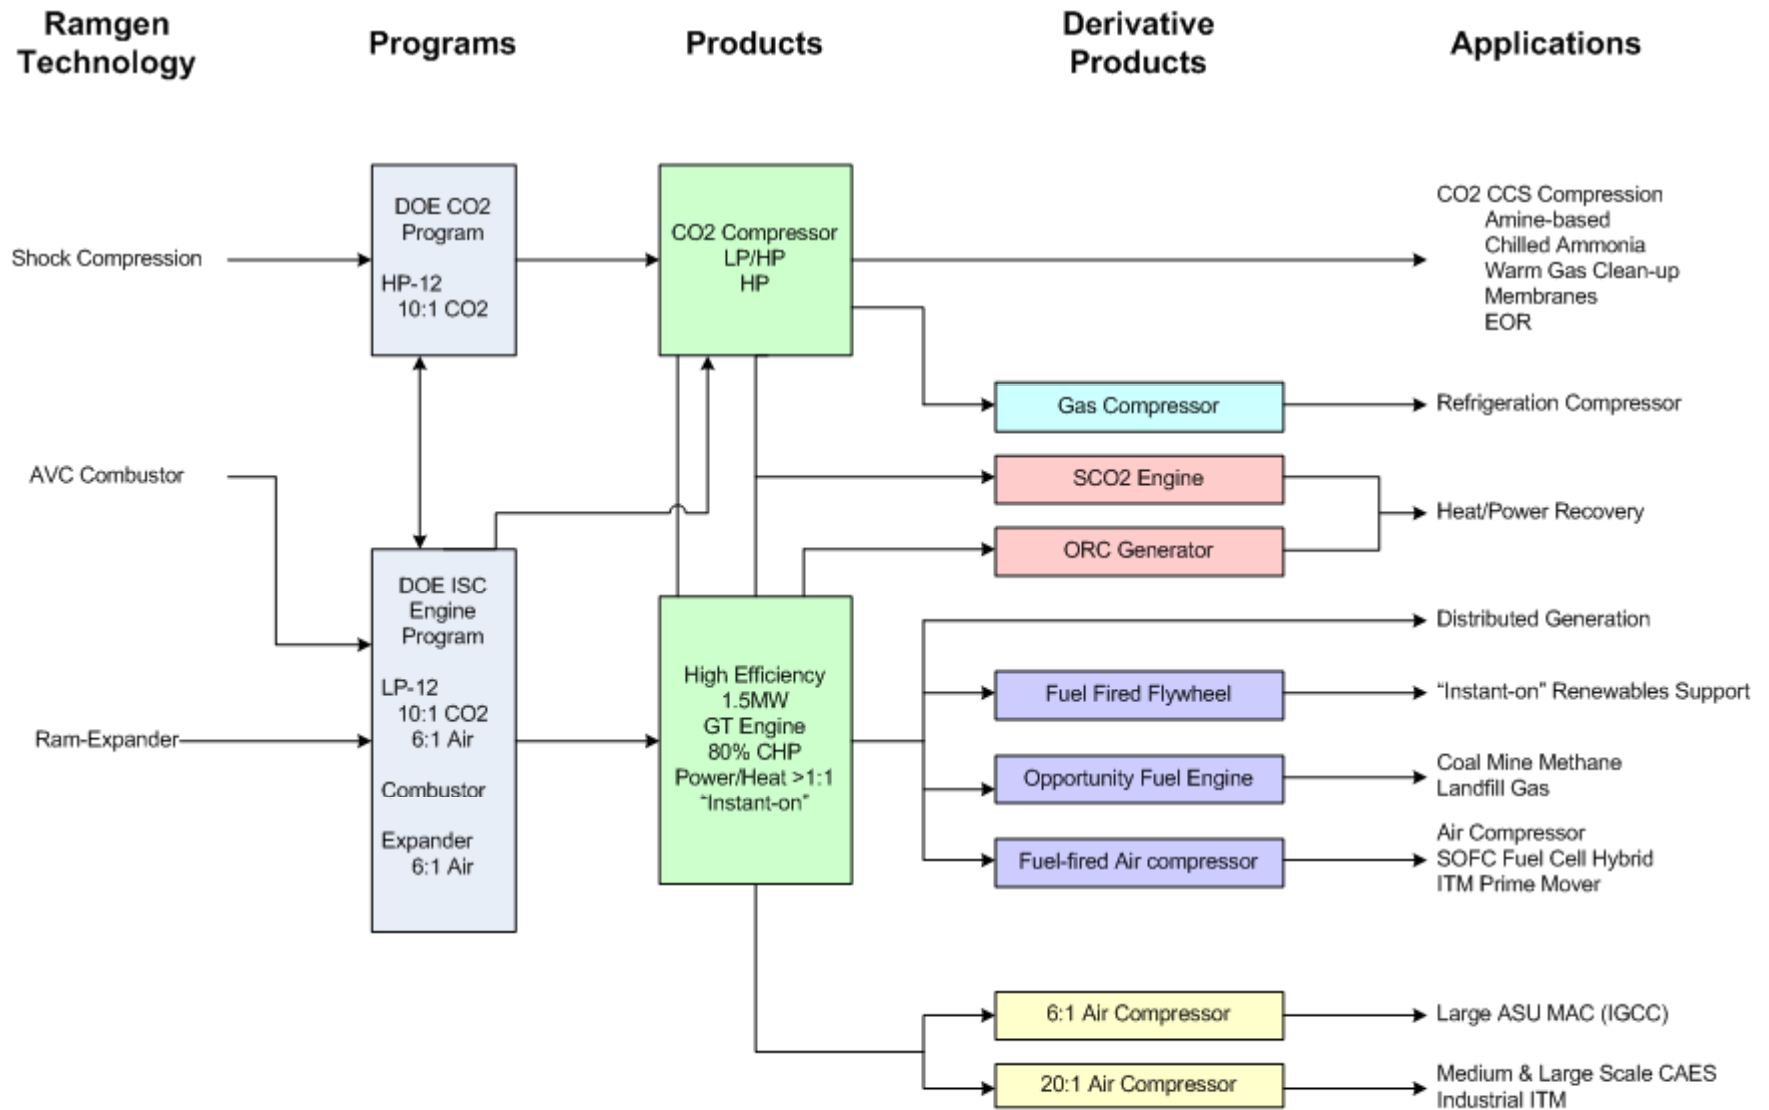 Ramgen
Technology
Programs
Products
Derivative
Products
Applications
Shock Compression
DOE CO2
Program
HP-12
10:1 CO2
CO2 Compressor
LP/HP
HP
CO2 CCS Compression
Amine-based
Chilled Ammonia
Warm Gas Clean-up
Membranes
EOR
Gas Compressor
Refrigeration Compressor
AVC Combustor
SCO2 Engine
Heat/Power Recovery
ORC Generator
DOE ISC
Engine
Program
LP-12
10:1 CO2
6:1 Air
Combustor
Expander
6:1 Air
Ram-Expander
High Efficiency
1.5MW
GT Engine
80% CHP
Power/Heat >1:1
"Instant-on"
Distributed Generation
Fuel Fired Flywheel
"Instant-on" Renewables Support
Opportunity Fuel Engine
Coal Mine Methane
Landfill Gas
Fuel-fired Air compressor
Air Compressor
SOFC Fuel Cell Hybrid
ITM Prime Mover
6:1 Air Compressor
Large ASU MAC (IGCC)
20:1 Air Compressor
Medium & Large Scale CAES
Industrial ITM